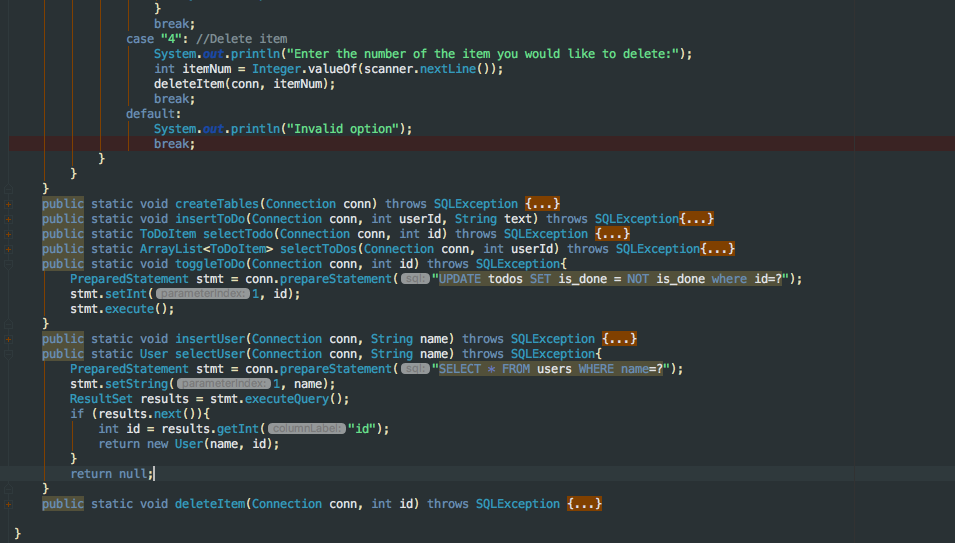 }
break;
case "4": //Delete item
System.out.println("Enter the number of the item you would like to delete:");
int itemNum = Integer.valueOf(scanner.nextLine());
deleteItem(conn, itemNum);
break;
default:
System.out.println("Invalid option");
break;
}
}
}
public static void createTables(Connection conn) throws SQLException {...}
public static void insertToDo(Connection conn, int userId, String text) throws SQLException{...}
public static ToDoItem selectTodo(Connection conn, int id) throws SQLException {...}
public static ArrayList<ToDoItem> selectToDos(Connection conn, int userId) throws SQLException{...}
public static void toggleToDo(Connection conn, int id) throws SQLException{
PreparedStatement stmt = conn.prepareStatement( sql: "UPDATE todos SET is_done = NOT is_done where id=?");
stmt.setInt( parameterIndex: 1, id);
stmt.execute();
}
public static void insertUser(Connection conn, String name) throws SQLException {...}
public static User selectUser(Connection conn, String name) throws SQLException{
PreparedStatement stmt = conn.prepareStatement( sql: "SELECT * FROM users WHERE name=?");
stmt.setString( parameterIndex: 1, name);
ResultSet results = stmt.executeQuery();
if (results.next()){
int id = results.getInt( columnLabel: "id");
return new User(name, id);
}
return null;
}
public static void deleteItem(Connection conn, int id) throws SQLException {...}
}